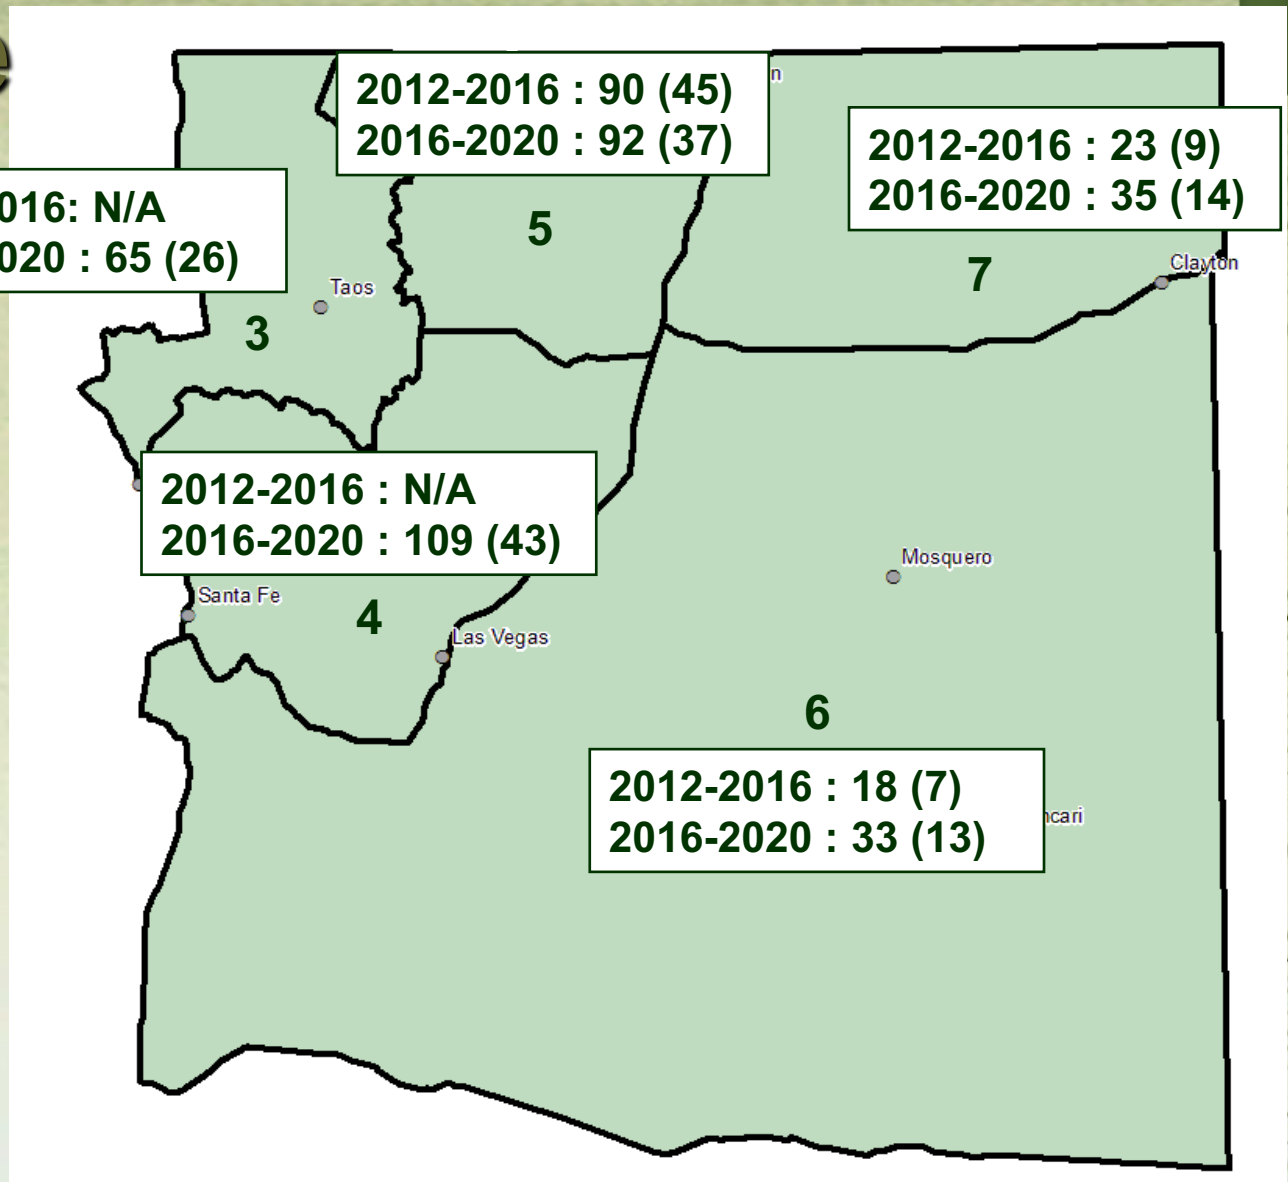 e
2012-2016 : 90 (45)
2016-2020 : 92 (37)
n
2012-2016 : 23 (9)
2016-2020 : 35 (14)
016: N/A
020 : 65 (26)
5
7
Clayton
Taos
3
2012-2016 : N/A
2016-2020 : 109 (43)
Mosquero
Santa Fe
4
Las Vegas
6
2012-2016 : 18 (7)
2016-2020 : 33 (13)
ncari